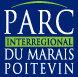 PARC
INTERREGIONAL
DU MARAIS
POITEVIN